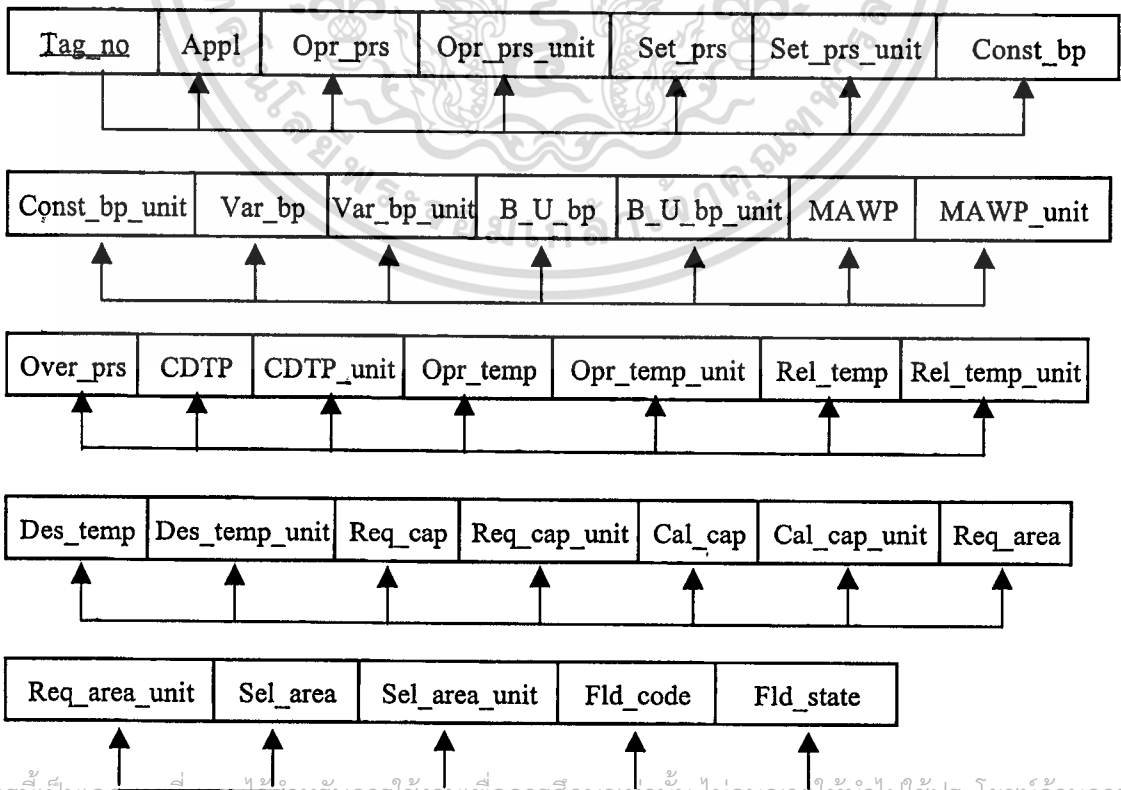 Tag_no Appl Opr_prs Opr_prs_unit Set_prs Set_prs_unit Const_bp
Const_bp_unit Var_bp Var_bp_unit B_U_bp B_U_bp_unit MAWP MAWP_unit
Over_prs CDTP CDTP_unit Opr_temp Opr_temp_unit Rel_temp Rel_temp_unit
Des_temp Des_temp_unit Req_cap Req_cap_unit Cal_cap Cal_cap_unit Req_area
Req_area_unit Sel_area Sel_area_unit Fld_code Fld_state